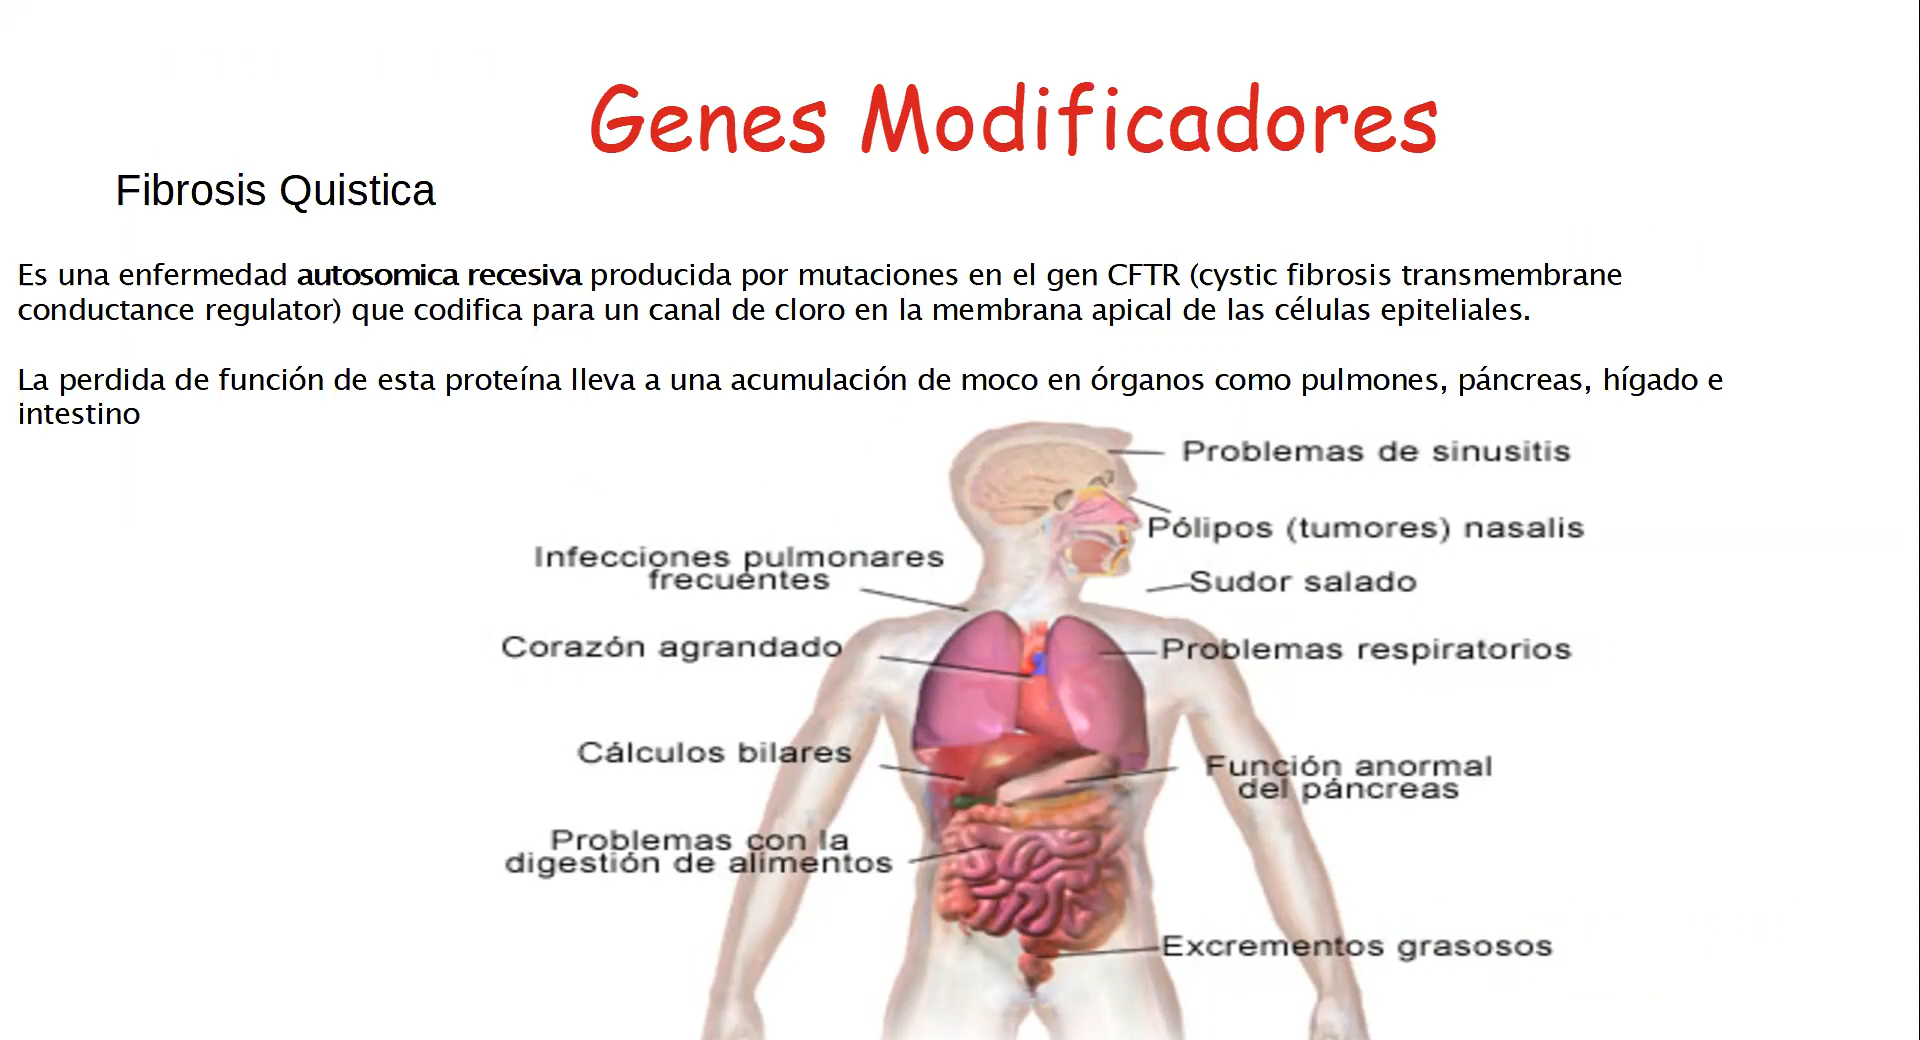 Genes Modificadores
Fibrosis Quistica
Es una enfermedad autosomica recesiva producida por mutaciones en el gen CFTR (cystic fibrosis transmembrane
conductance regulator) que codifica para un canal de cloro en la membrana apical de las células epiteliales.
La perdida de función de esta proteína lleva a una acumulación de moco en órganos como pulmones, páncreas, hígado e
intestino
Problemas de sinusitis
Pólipos (tumores) nasalis
Infecciones pulmonares
frecuentes
Sudor salado
Corazón agrandado
Problemas respiratorios
Cálculos bilares
Función anormal
del páncreas
Problemas con la
digestión de alimentos
Excrementos grasosos